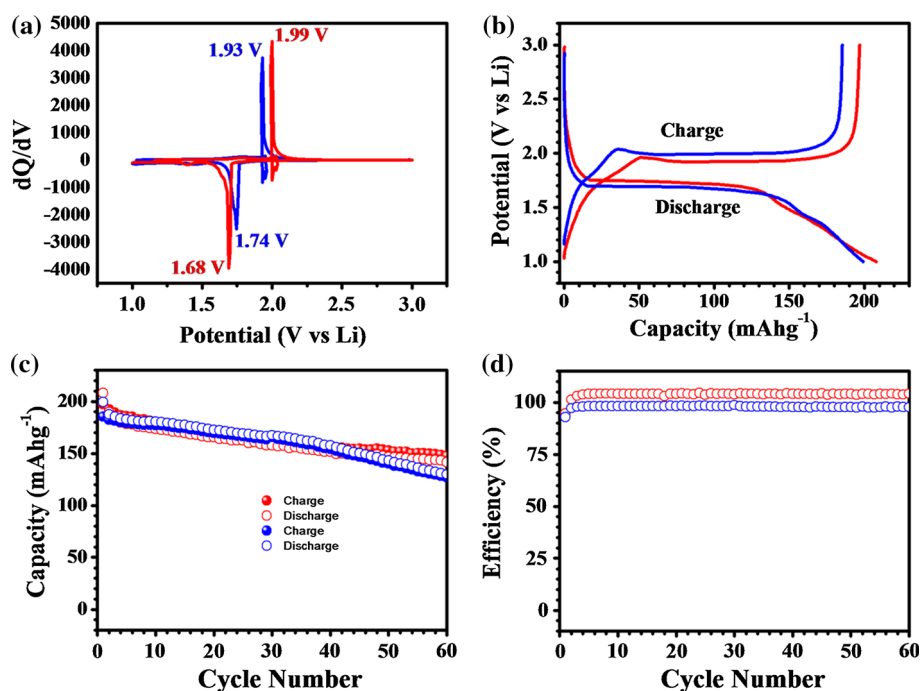 (a)
5000
4000
3000
2000
1000
0
-1000
-2000
-3000
-4000
dQ/dV
1.93 V
1.99 V
1.74 V
1.68 V
1.0
1.5
2.0
2.5
3.0
Potential (V vs Li)
(b)
3.0
2.5
2.0
1.5
1.0
Potential (V vs Li)
Charge
Discharge
0
50
100
150
200
Capacity (mAhg⁻¹)
(c)
200
150
100
50
0
Capacity (mAhg⁻¹)
Charge
Discharge
Charge
Discharge
0
10
20
30
40
50
60
Cycle Number
(d)
100
75
50
25
0
Efficiency (%)
0
10
20
30
40
50
60
Cycle Number